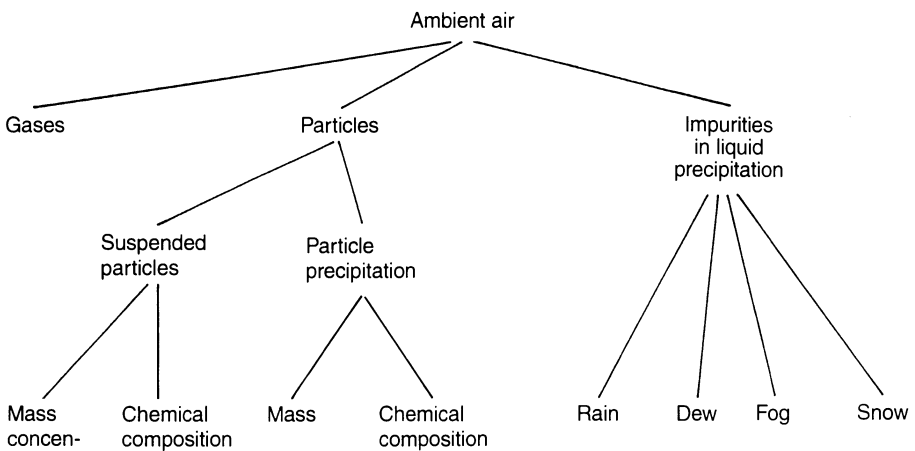 Ambient air
Gases
Particles
Impurities
in liquid
precipitation
Suspended
particles
Particle
precipitation
Mass
concen-
Chemical
composition
Mass
Chemical
composition
Rain
Dew
Fog
Snow